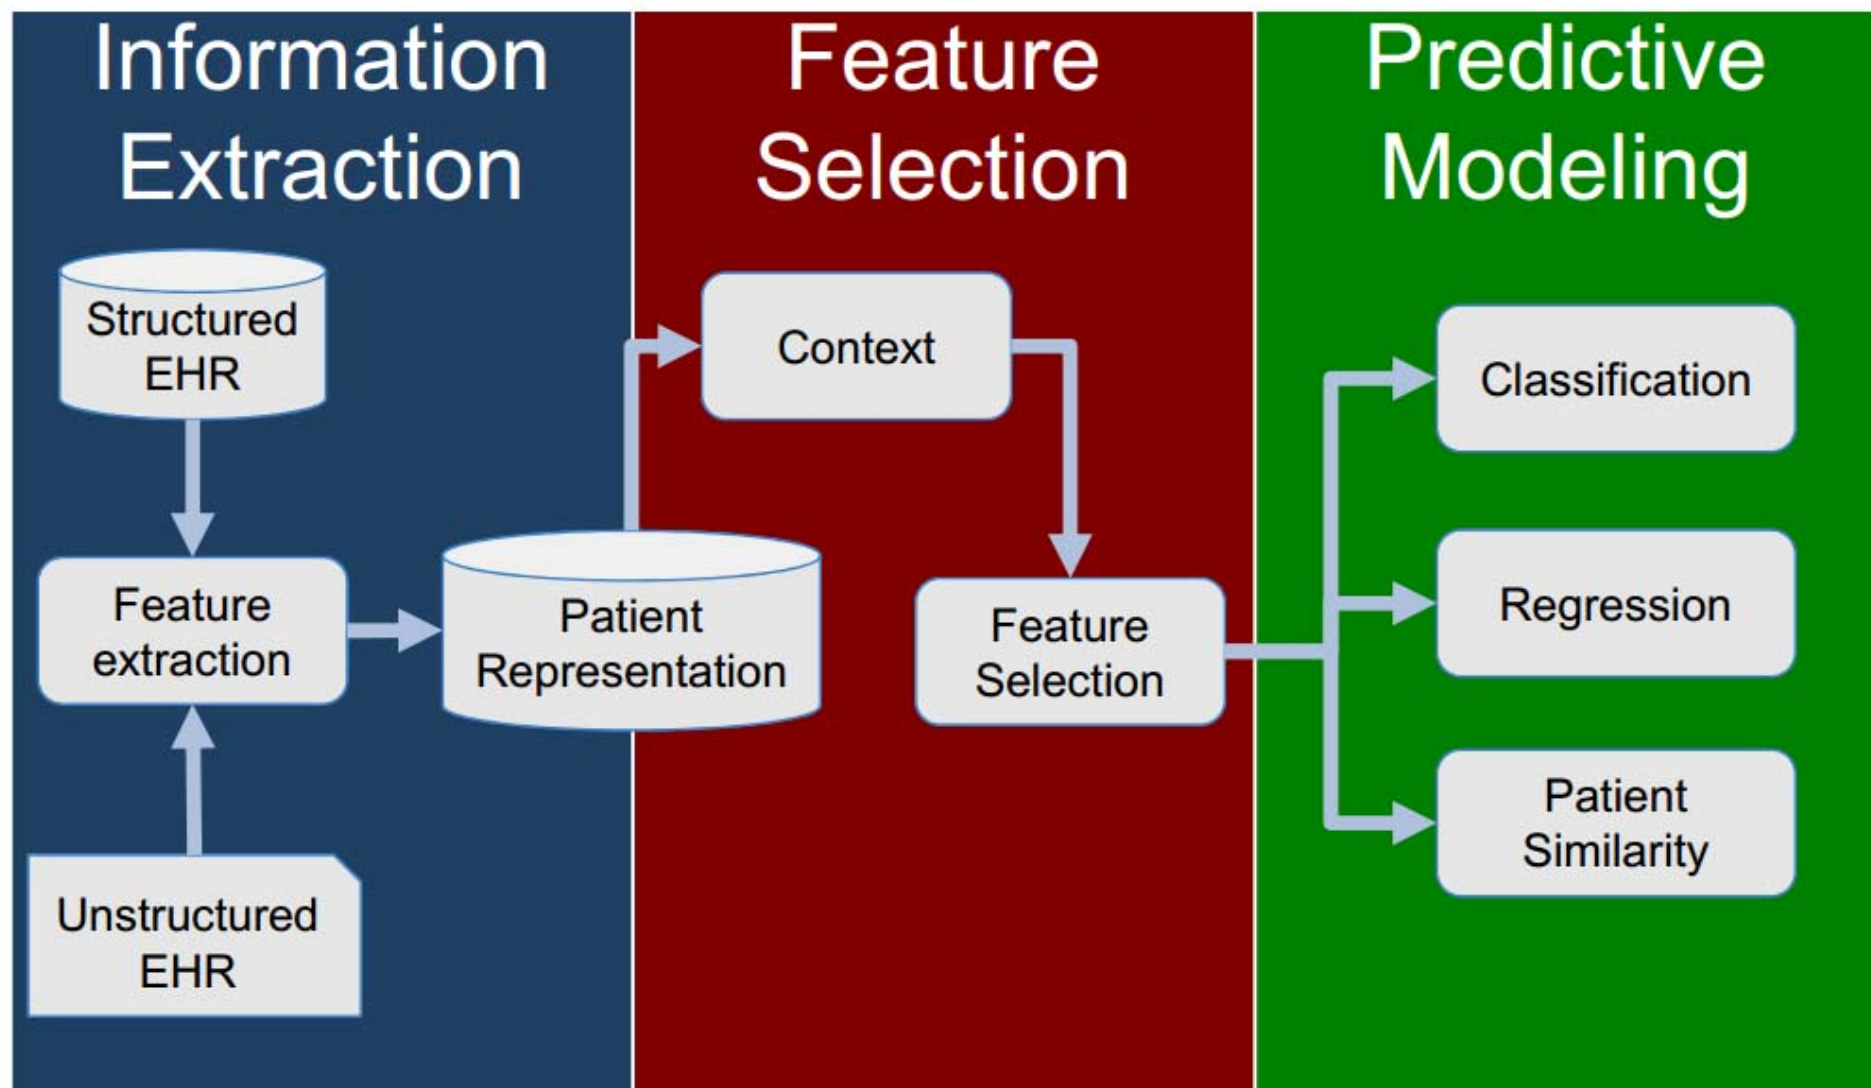 Information
Extraction
Feature
Selection
Predictive
Modeling
Structured
EHR
Feature
extraction
Unstructured
EHR
Patient
Representation
Context
Feature
Selection
Classification
Regression
Patient
Similarity